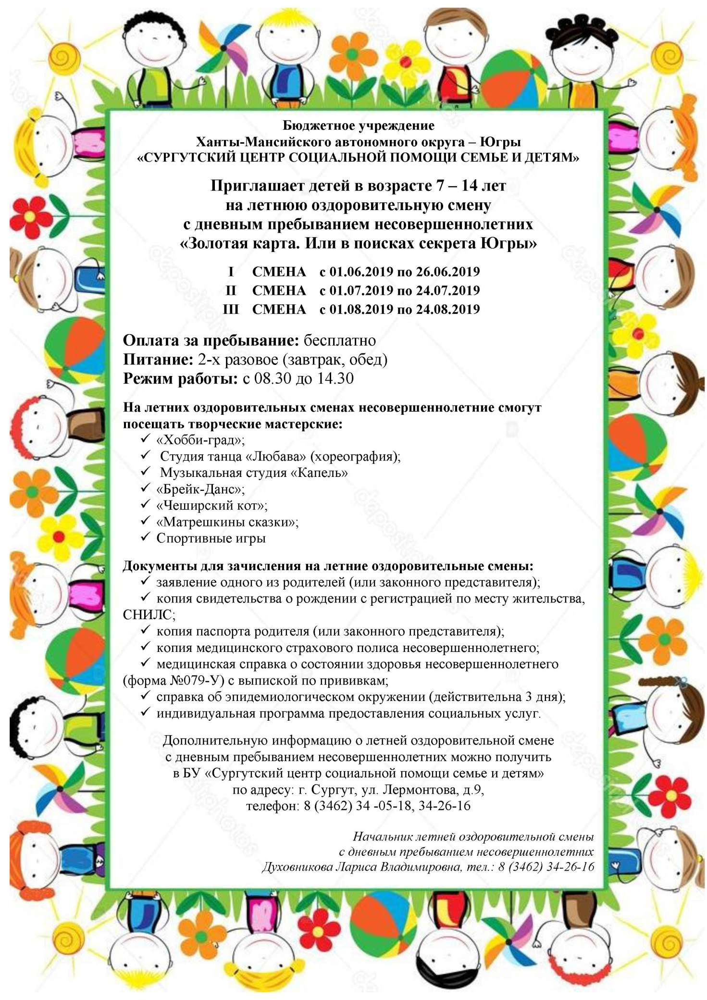 Бюджетное учреждение
Ханты-Мансийского автономного округа – Югры
«СУРГУТСКИЙ ЦЕНТР СОЦИАЛЬНОЙ ПОМОЩИ СЕМЬЕ И ДЕТЯМ»
Приглашает детей в возрасте 7 – 14 лет
на летнюю оздоровительную смену
с дневным пребыванием несовершеннолетних
«Золотая карта. Или в поисках секрета Югры»
I СМЕНА с 01.06.2019 по 26.06.2019
II СМЕНА с 01.07.2019 по 24.07.2019
III СМЕНА с 01.08.2019 по 24.08.2019
Оплата за пребывание: бесплатно
Питание: 2-х разовое (завтрак, обед)
Режим работы: с 08.30 до 14.30
На летних оздоровительных сменах несовершеннолетние смогут
посещать творческие мастерские:
✓ «Хобби-град»;
✓ Студия танца «Любава» (хореография);
✓ Музыкальная студия «Капель»
✓ «Брейк-Данс»;
✓ «Чеширский кот»;
✓ «Матрешкины сказки»;
✓ Спортивные игры
Документы для зачисления на летние оздоровительные смены:
✓ заявление одного из родителей (или законного представителя);
✓ копия свидетельства о рождении с регистрацией по месту жительства,
СНИЛС;
✓ копия паспорта родителя (или законного представителя);
✓ копия медицинского страхового полиса несовершеннолетнего;
✓ медицинская справка о состоянии здоровья несовершеннолетнего
(форма №079-У) с выпиской по прививкам;
✓ справка об эпидемиологическом окружении (действительна 3 дня);
✓ индивидуальная программа предоставления социальных услуг.
Дополнительную информацию о летней оздоровительной смене
с дневным пребыванием несовершеннолетних можно получить
в БУ «Сургутский центр социальной помощи семье и детям»
по адресу: г. Сургут, ул. Лермонтова, д.9,
телефон: 8 (3462) 34 -05-18, 34-26-16
Начальник летней оздоровительной смены
с дневным пребыванием несовершеннолетних
Духовникова Лариса Владимировна, тел.: 8 (3462) 34-26-16